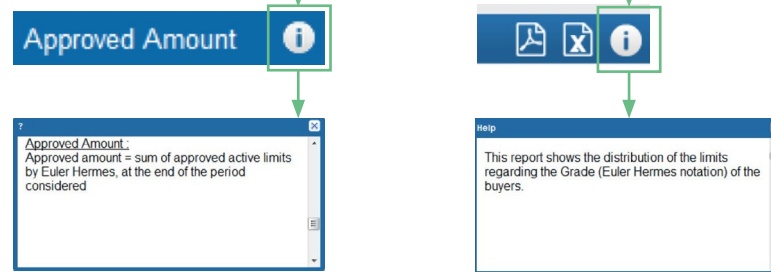 Approved Amount
i
i
?
Approved Amount :
Approved amount = sum of approved active limits
by Euler Hermes, at the end of the period
considered
Help
This report shows the distribution of the limits
regarding the Grade (Euler Hermes notation) of the
buyers.